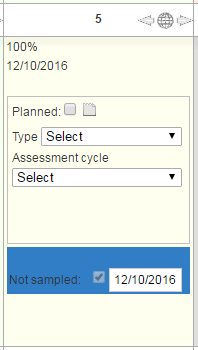 5
100%
12/10/2016
Planned:
Type Select
Assessment cycle
Select
Not sampled: 12/10/2016